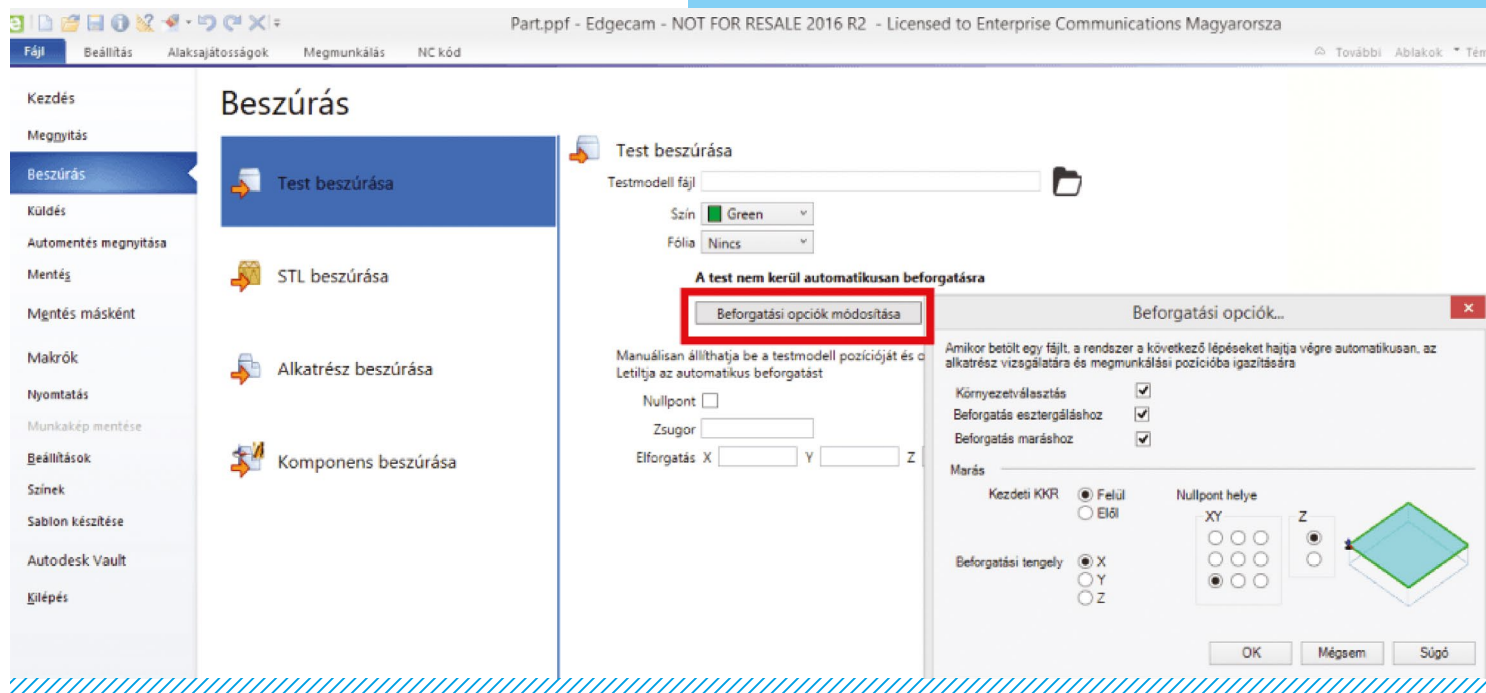 Part.ppf - Edgecam - NOT FOR RESALE 2016 R2 - Licensed to Enterprise Communications Magyarorsza
Fájl Beállítás Alaksajátosságok Megmunkálás NC kód További Ablakok Tém
Kezdés
Megnyitás
Beszúrás
Küldés
Automentés megnyitása
Mentés
Mentés másként
Makrók
Nyomtatás
Munkakép mentése
Beállítások
Színek
Sablon készítése
Autodesk Vault
Kilépés
Beszúrás
Test beszúrása
STL beszúrása
Alkatrész beszúrása
Komponens beszúrása
Test beszúrása
Testmodell fájl
Szín Green
Fólia Nincs
A test nem kerül automatikusan beforgatásra
Beforgatási opciók módosítása
Manuálisan állíthatja be a testmodell pozícióját és o
Letiltja az automatikus beforgatást
Nullpont
Zsugor
Elforgatás X Y Z
Beforgatási opciók...
Amikor betölt egy fájlt, a rendszer a következő lépéseket hajtja végre automatikusan, az
alkatrész vizsgálatára és megmunkálási pozícióba igazítására
Környezetválasztás
Beforgatás esztergáláshoz
Beforgatás maráshoz
Marás
Kezdeti KKR Felül
Elől
Nullpont helye
XY Z
Beforgatási tengely X
Y
Z
OK Mégsem Súgó